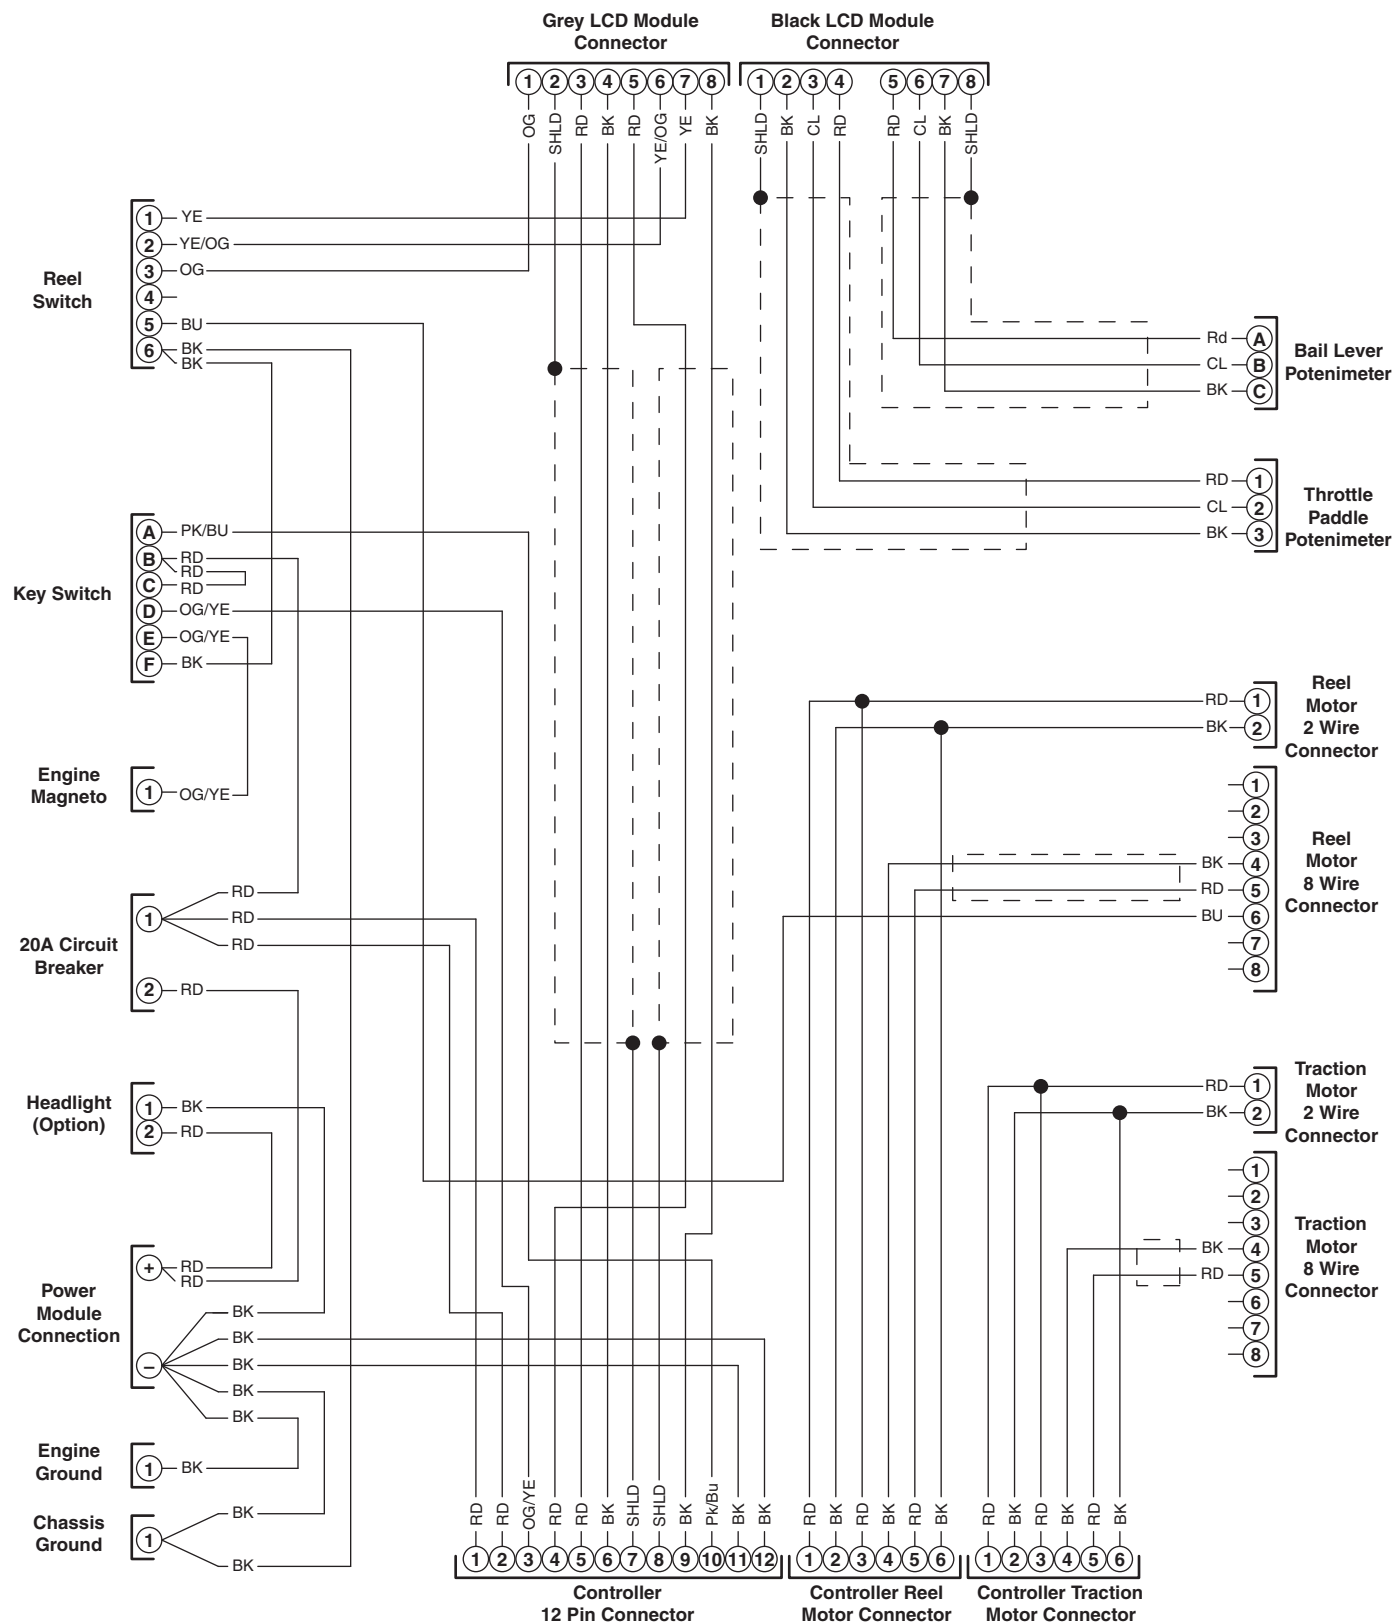 Grey LCD Module
Connector
Black LCD Module
Connector
1 2 3 4 5 6 7 8
1 2 3 4 5 6 7 8
OG SHLD RD BK RD YE/OG YE BK
SHLD BK CL RD RD CL BK SHLD
Reel
Switch
1 YE
2 YE/OG
3 OG
4
5 BU
6 BK
BK
Rd A
CL B
BK C
Bail Lever
Potenimeter
RD 1
CL 2
BK 3
Throttle
Paddle
Potenimeter
Key Switch
A PK/BU
B RD
RD
C RD
D OG/YE
E OG/YE
F BK
RD 1
BK 2
Reel
Motor
2 Wire
Connector
Engine
Magneto
1 OG/YE
1
2
3
BK 4
RD 5
BU 6
7
8
Reel
Motor
8 Wire
Connector
20A Circuit
Breaker
RD
1 RD
RD
2 RD
Headlight
(Option)
1 BK
2 RD
RD 1
BK 2
Traction
Motor
2 Wire
Connector
1
2
3
BK 4
RD 5
6
7
8
Traction
Motor
8 Wire
Connector
Power
Module
Connection
+ RD
RD
BK
BK
– BK
BK
BK
Engine
Ground
1 BK
Chassis
Ground
BK
1
BK
RD RD OG/YE RD RD BK SHLD SHLD BK Pk/Bu BK BK
1 2 3 4 5 6 7 8 9 10 11 12
Controller
12 Pin Connector
RD BK RD BK RD BK
1 2 3 4 5 6
Controller Reel
Motor Connector
RD BK RD BK RD BK
1 2 3 4 5 6
Controller Traction
Motor Connector